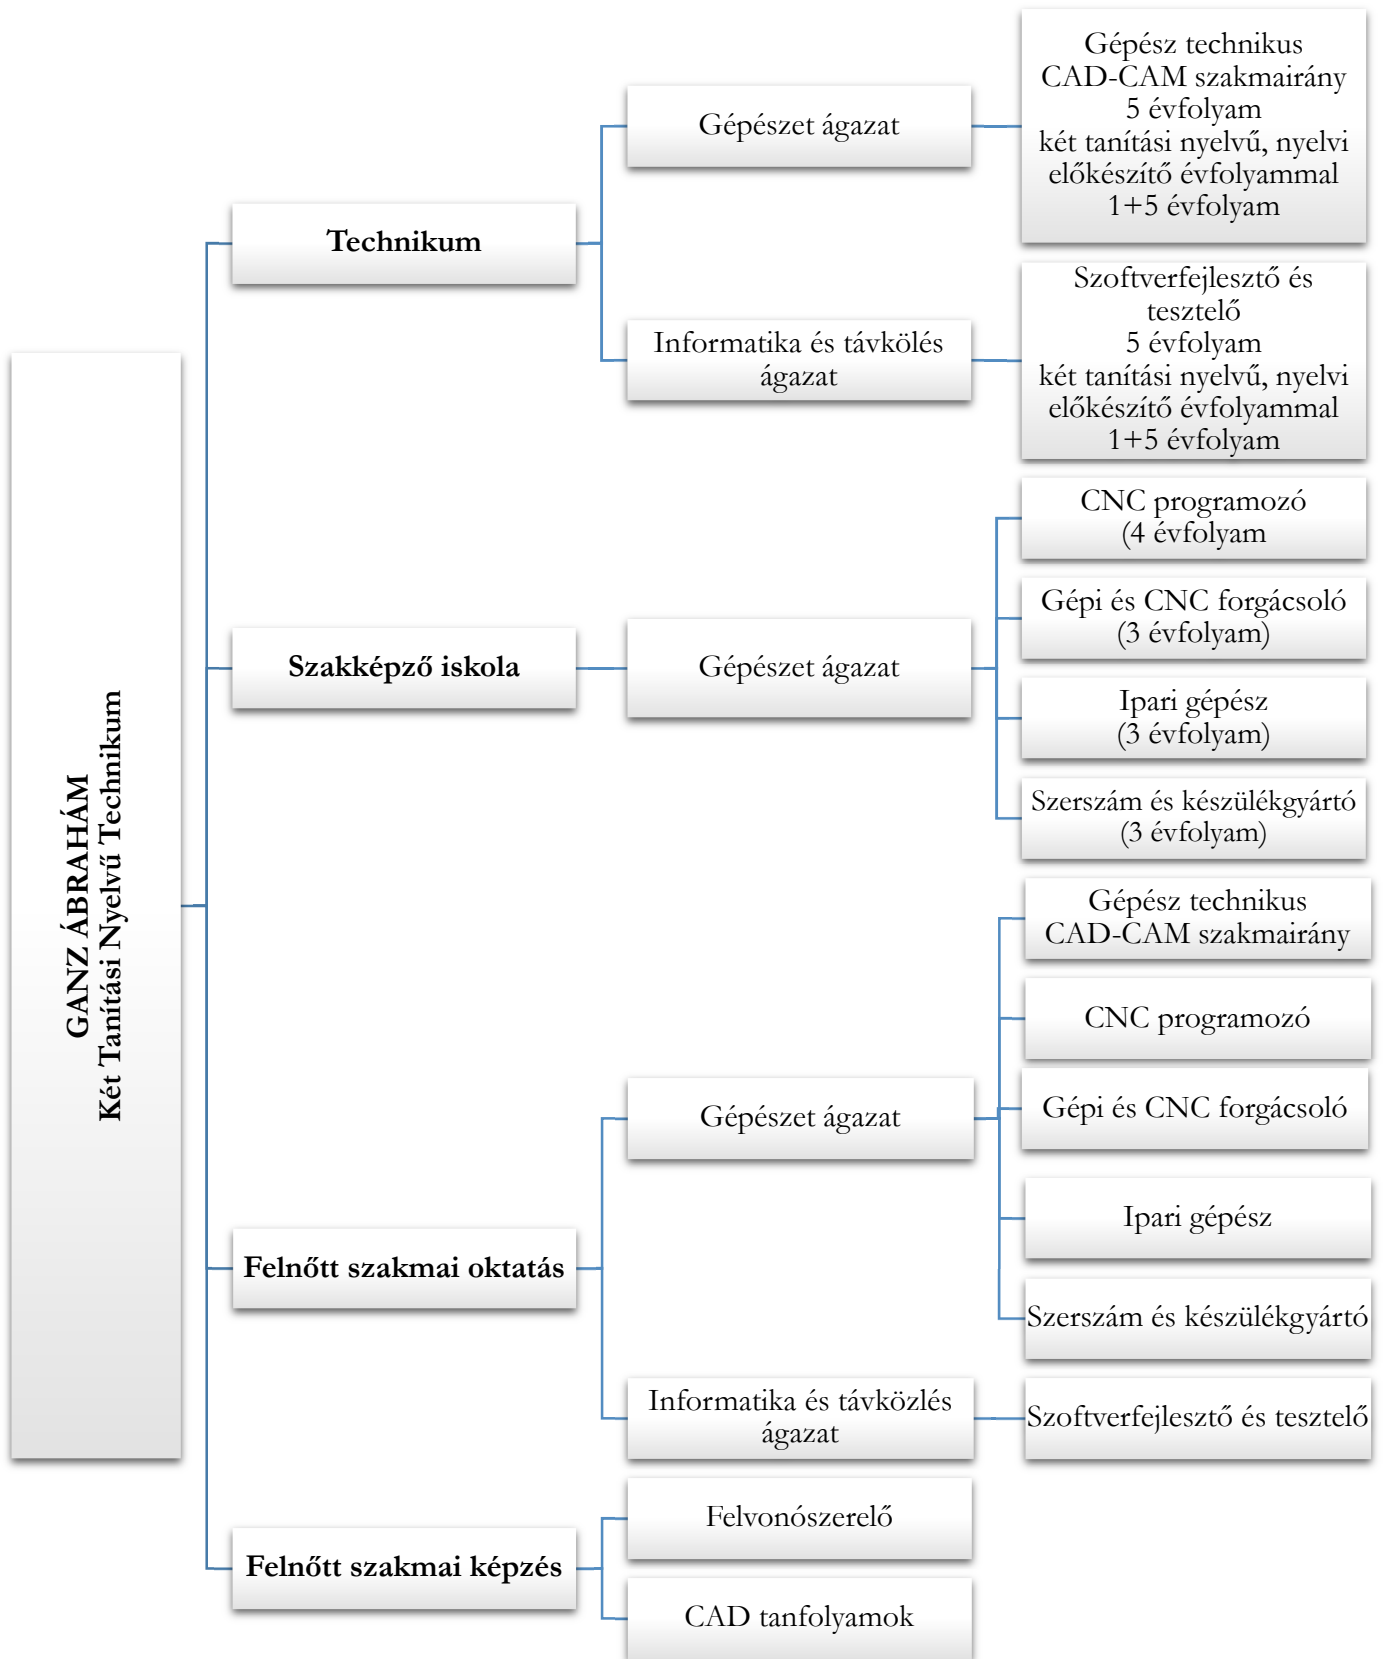 GANZ ÁBRAHÁM
Két Tanítási Nyelvű Technikum
Technikum
Gépészet ágazat
Gépész technikus
CAD-CAM szakmairány
5 évfolyam
két tanítási nyelvű, nyelvi
előkészítő évfolyammal
1+5 évfolyam
Informatika és távkölés
ágazat
Szoftverfejlesztő és
tesztelő
5 évfolyam
két tanítási nyelvű, nyelvi
előkészítő évfolyammal
1+5 évfolyam
Szakképző iskola
Gépészet ágazat
CNC programozó
(4 évfolyam
Gépi és CNC forgácsoló
(3 évfolyam)
Ipari gépész
(3 évfolyam)
Szerszám és készülékgyártó
(3 évfolyam)
Felnőtt szakmai oktatás
Gépészet ágazat
Gépész technikus
CAD-CAM szakmairány
CNC programozó
Gépi és CNC forgácsoló
Ipari gépész
Szerszám és készülékgyártó
Informatika és távközlés
ágazat
Szoftverfejlesztő és tesztelő
Felnőtt szakmai képzés
Felvonószerelő
CAD tanfolyamok